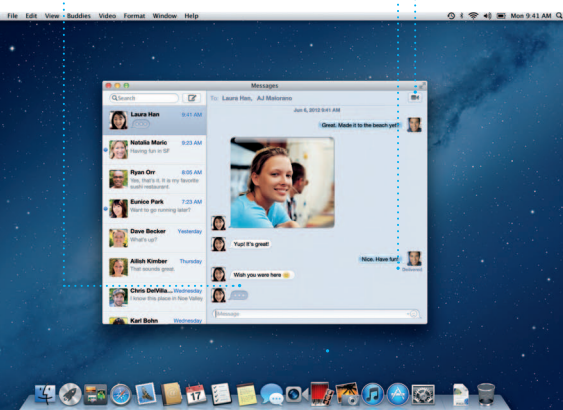 File Edit View Buddies Video Format Window Help
Mon 9:41 AM
Messages
Search
To: Laura Han, AJ Maiorano
Laura Han 9:41 AM
Natalia Maric 9:23 AM
Having fun in SF
Ryan Orr 8:05 AM
Yes, that's it. It is my favorite
sushi restaurant
Eunice Park 7:23 AM
Want to go running later?
Dave Becker Yesterday
What's up?
Ailish Kimber Thursday
That sounds great.
Chris DelVilla... Wednesday
I know this place in New Valley
Karl Bohn Wednesday
Jun 6, 2012 9:41 AM
Great. Made it to the beach yet?
Yup! it's great!
Nice. Have fun!
Delivered
Wish you were here
iMessage
17